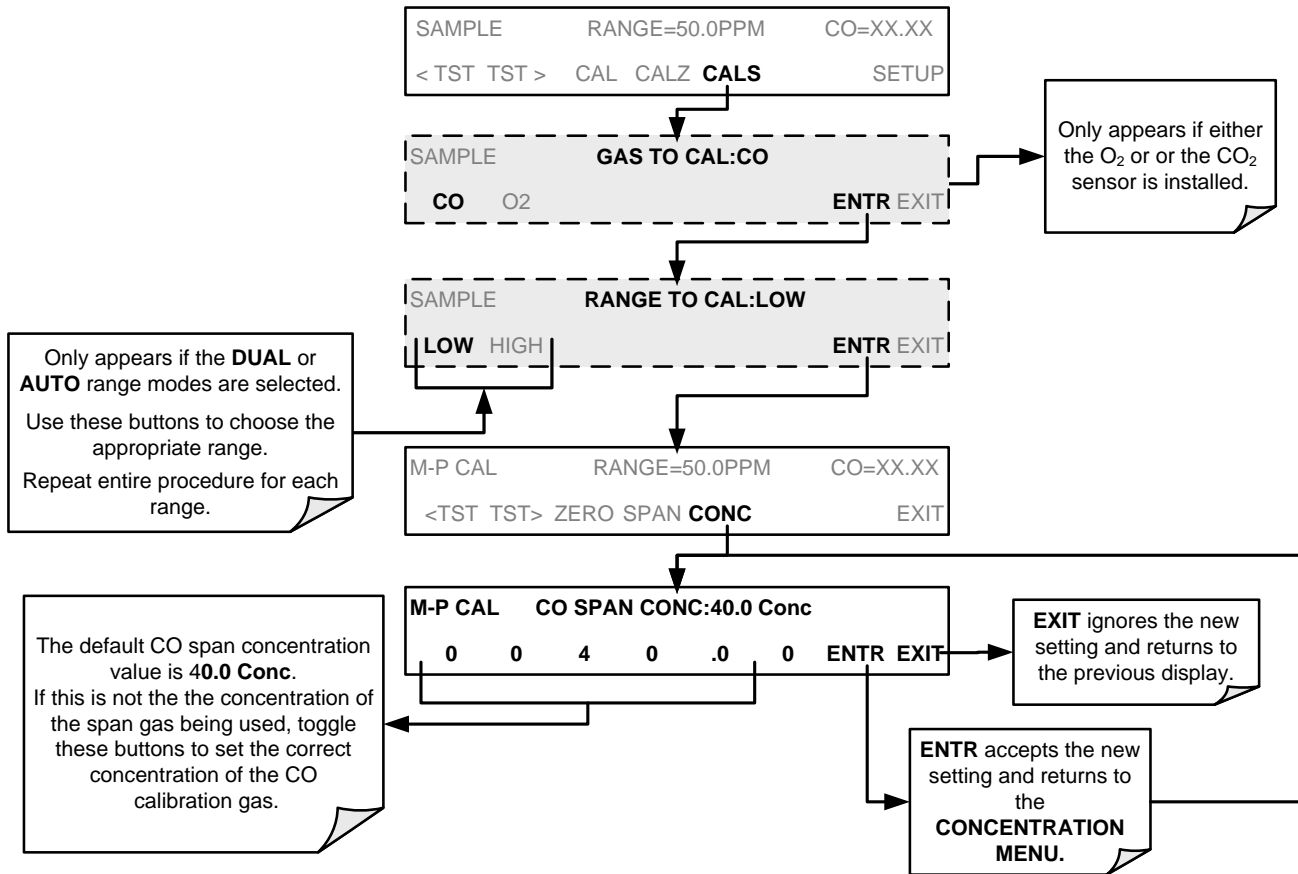 SAMPLE RANGE=50.0PPM CO=XX.XX
< TST TST > CAL CALZ CALS SETUP
SAMPLE GAS TO CAL:CO
CO O2 ENTR EXIT
Only appears if either
the O₂ or or the CO₂
sensor is installed.
SAMPLE RANGE TO CAL:LOW
LOW HIGH ENTR EXIT
Only appears if the DUAL or
AUTO range modes are selected.
Use these buttons to choose the
appropriate range.
Repeat entire procedure for each
range.
M-P CAL RANGE=50.0PPM CO=XX.XX
<TST TST> ZERO SPAN CONC EXIT
M-P CAL CO SPAN CONC:40.0 Conc
0 0 4 0 .0 0 ENTR EXIT
The default CO span concentration
value is 40.0 Conc.
If this is not the the concentration of
the span gas being used, toggle
these buttons to set the correct
concentration of the CO
calibration gas.
EXIT ignores the new
setting and returns to
the previous display.
ENTR accepts the new
setting and returns to
the
CONCENTRATION
MENU.